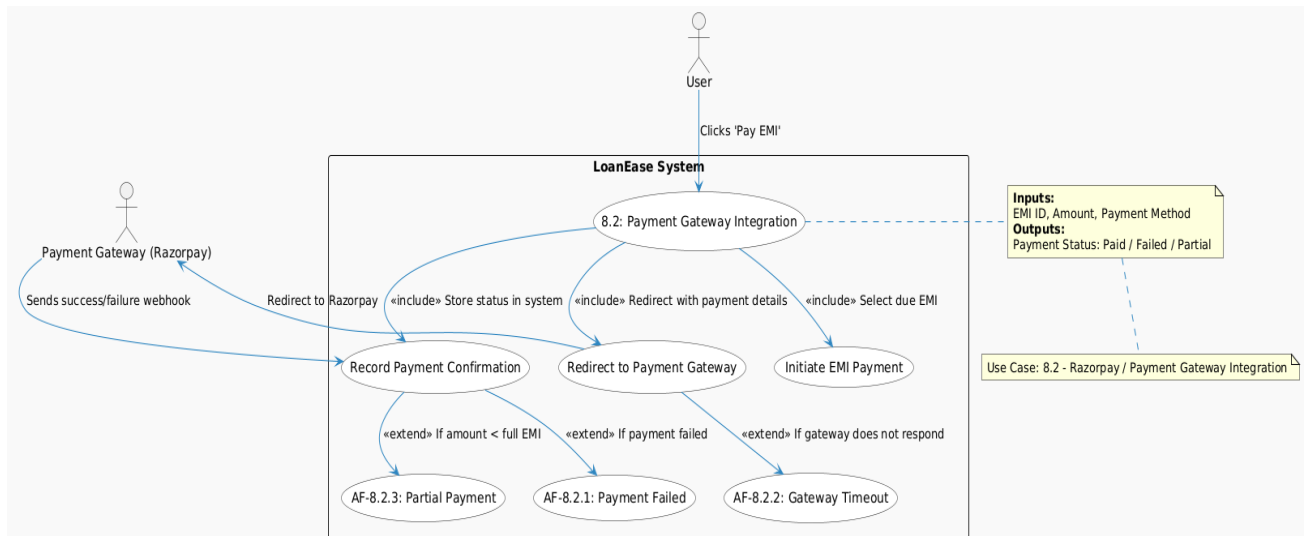 User
Clicks 'Pay EMI'
LoanEase System
8.2: Payment Gateway Integration
Inputs:
EMI ID, Amount, Payment Method
Outputs:
Payment Status: Paid / Failed / Partial
Payment Gateway (Razorpay)
Sends success/failure webhook
Redirect to Razorpay
«include» Store status in system
«include» Redirect with payment details
«include» Select due EMI
Record Payment Confirmation
Redirect to Payment Gateway
Initiate EMI Payment
Use Case: 8.2 - Razorpay / Payment Gateway Integration
«extend» If amount < full EMI
«extend» If payment failed
«extend» If gateway does not respond
AF-8.2.3: Partial Payment
AF-8.2.1: Payment Failed
AF-8.2.2: Gateway Timeout